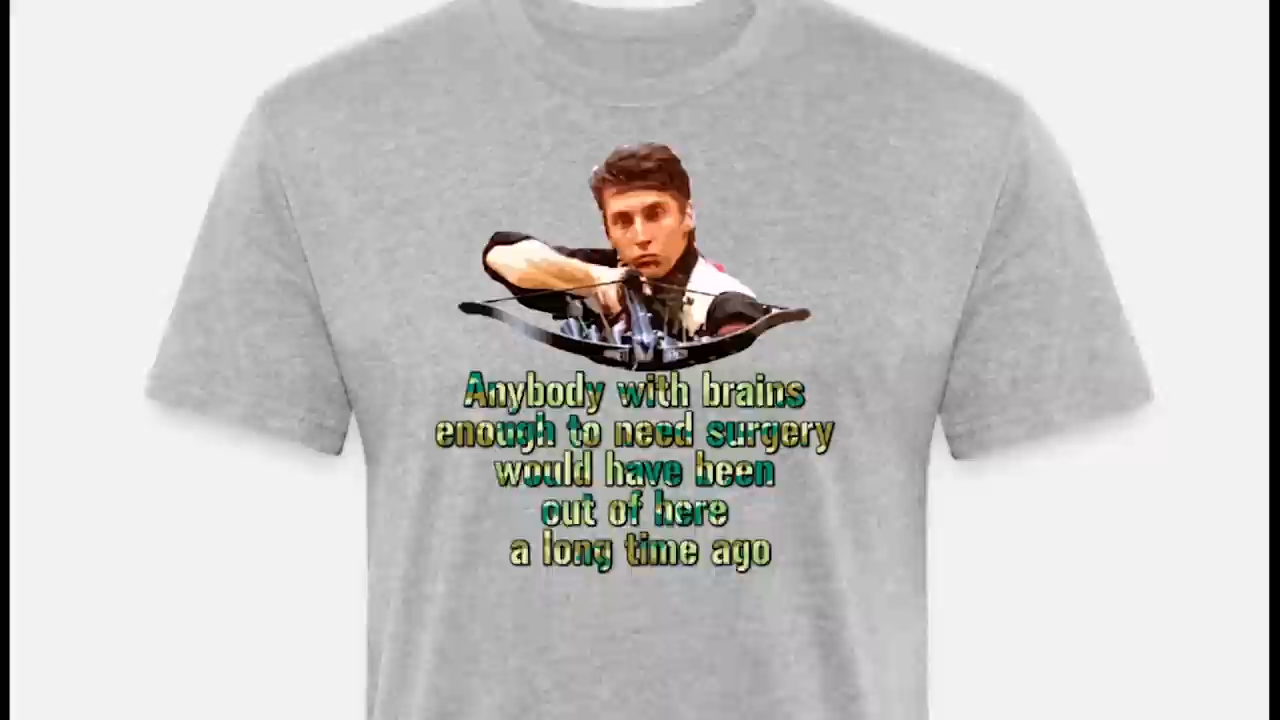 Anybody with brains
enough to need surgery
would have been
out of here
a long time ago